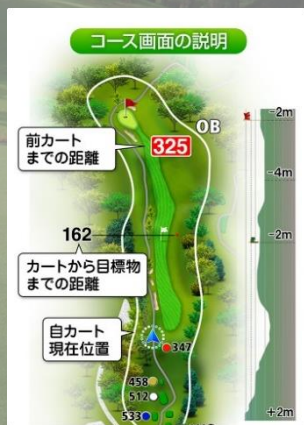 コース画面の説明
OB
前カート
までの距離
325
162
カートから目標物
までの距離
自カート
現在位置
347
458
512
533
-2m
-4m
-2m
+2m